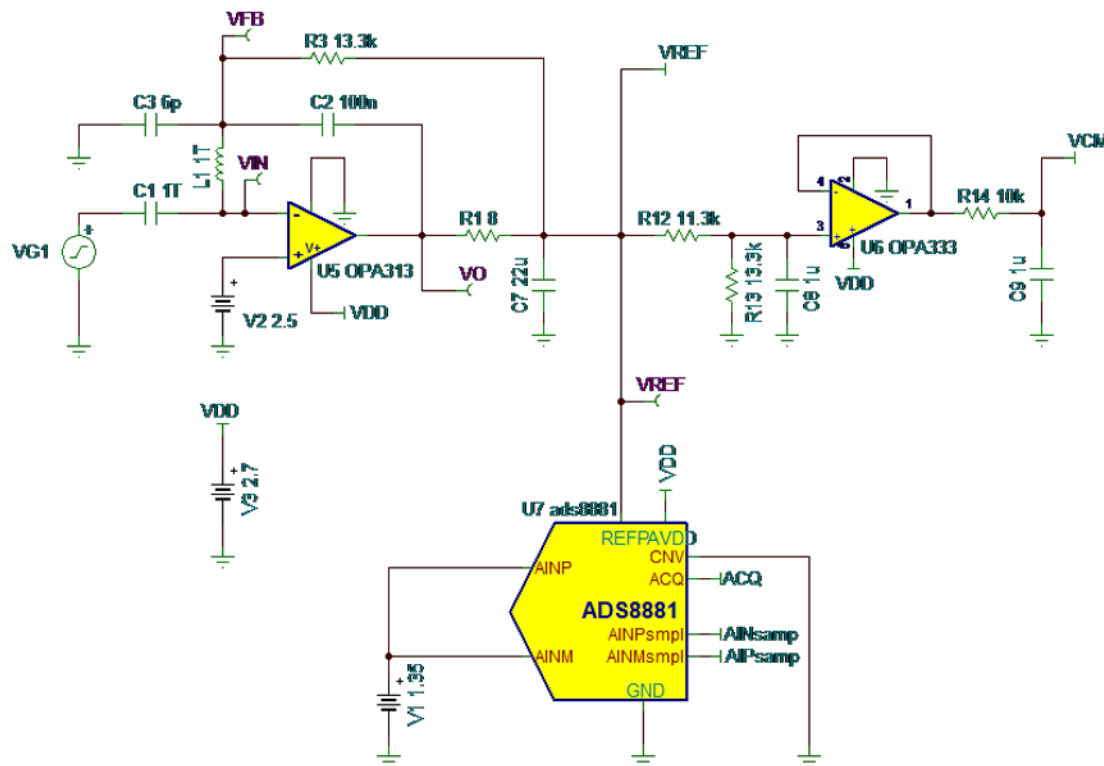 VFB
R3 13.3k
VREF
C3 6p
C2 100n
VCM
L1 1T
VIN
C1 1T
4
2
-
-
R1 8
R12 11.3k
1
R14 10k
+
3
VG1
V+
+
+
+
U5 OPA313
5
U6 OPA333
VO
C7 22u
R13 13.3k
C8 1u
VDD
C9 1u
+
V2 2.5
VDD
VREF
VDD
+
V3 2.7
VDD
U7 ads8881
REFPAVDD
CNV
AINP
ACQ
ACQ
ADS8881
AINPsmpl
AINsamp
AINM
AINMsmpl
AIPsamp
+
V1 1.35
GND